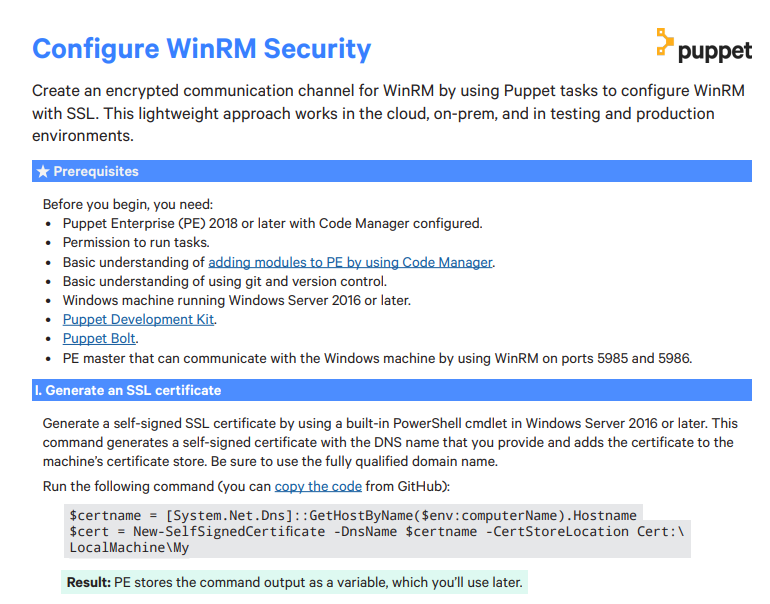 Configure WinRM Security
puppet
Create an encrypted communication channel for WinRM by using Puppet tasks to configure WinRM
with SSL. This lightweight approach works in the cloud, on-prem, and in testing and production
environments.
★ Prerequisites
Before you begin, you need:
• Puppet Enterprise (PE) 2018 or later with Code Manager configured.
• Permission to run tasks.
• Basic understanding of adding modules to PE by using Code Manager.
• Basic understanding of using git and version control.
• Windows machine running Windows Server 2016 or later.
• Puppet Development Kit.
• Puppet Bolt.
• PE master that can communicate with the Windows machine by using WinRM on ports 5985 and 5986.
I. Generate an SSL certificate
Generate a self-signed SSL certificate by using a built-in PowerShell cmdlet in Windows Server 2016 or later. This
command generates a self-signed certificate with the DNS name that you provide and adds the certificate to the
machine’s certificate store. Be sure to use the fully qualified domain name.
Run the following command (you can copy the code from GitHub):
$certname = [System.Net.Dns]::GetHostByName($env:computerName).Hostname
$cert = New-SelfSignedCertificate -DnsName $certname -CertStoreLocation Cert:\
LocalMachine\My
Result: PE stores the command output as a variable, which you’ll use later.